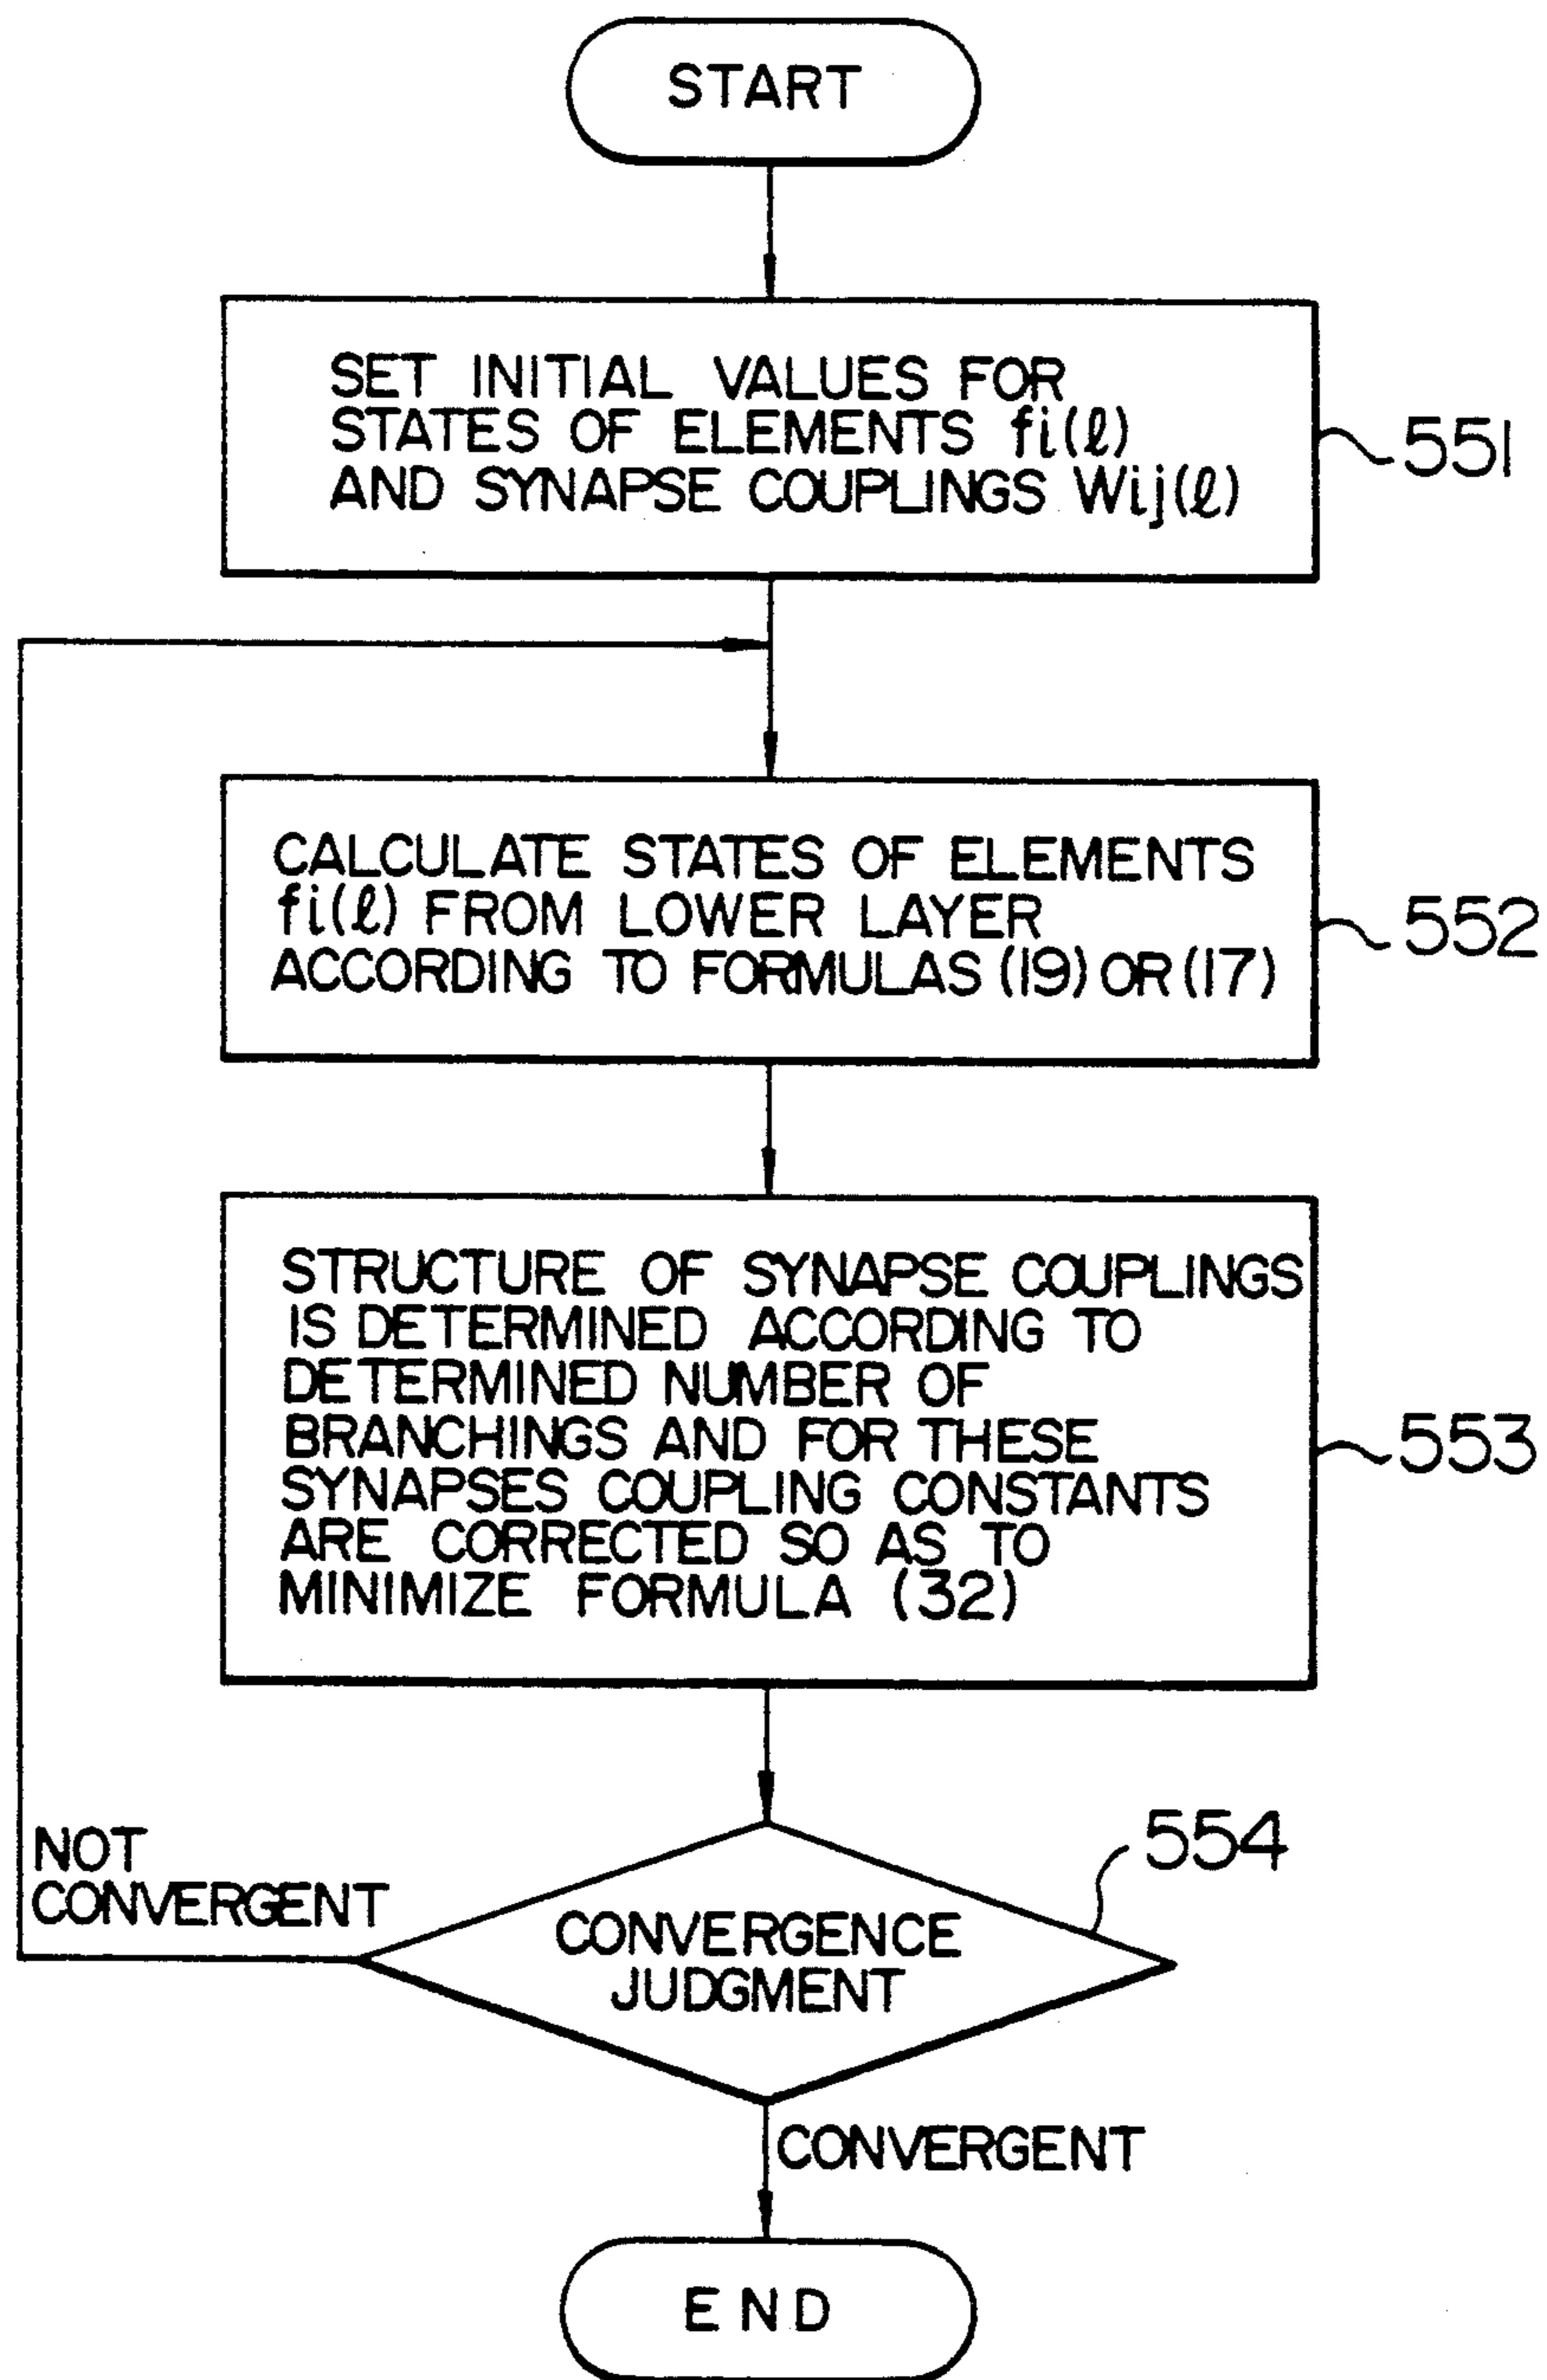 START
SET INITIAL VALUES FOR
STATES OF ELEMENTS fi(ℓ)
AND SYNAPSE COUPLINGS Wij(ℓ)
551
CALCULATE STATES OF ELEMENTS
fi(ℓ) FROM LOWER LAYER
ACCORDING TO FORMULAS (19) OR (17)
552
STRUCTURE OF SYNAPSE COUPLINGS
IS DETERMINED ACCORDING TO
DETERMINED NUMBER OF
BRANCHINGS AND FOR THESE
SYNAPSES COUPLING CONSTANTS
ARE CORRECTED SO AS TO
MINIMIZE FORMULA (32)
553
NOT
CONVERGENT
554
CONVERGENCE
JUDGMENT
CONVERGENT
END